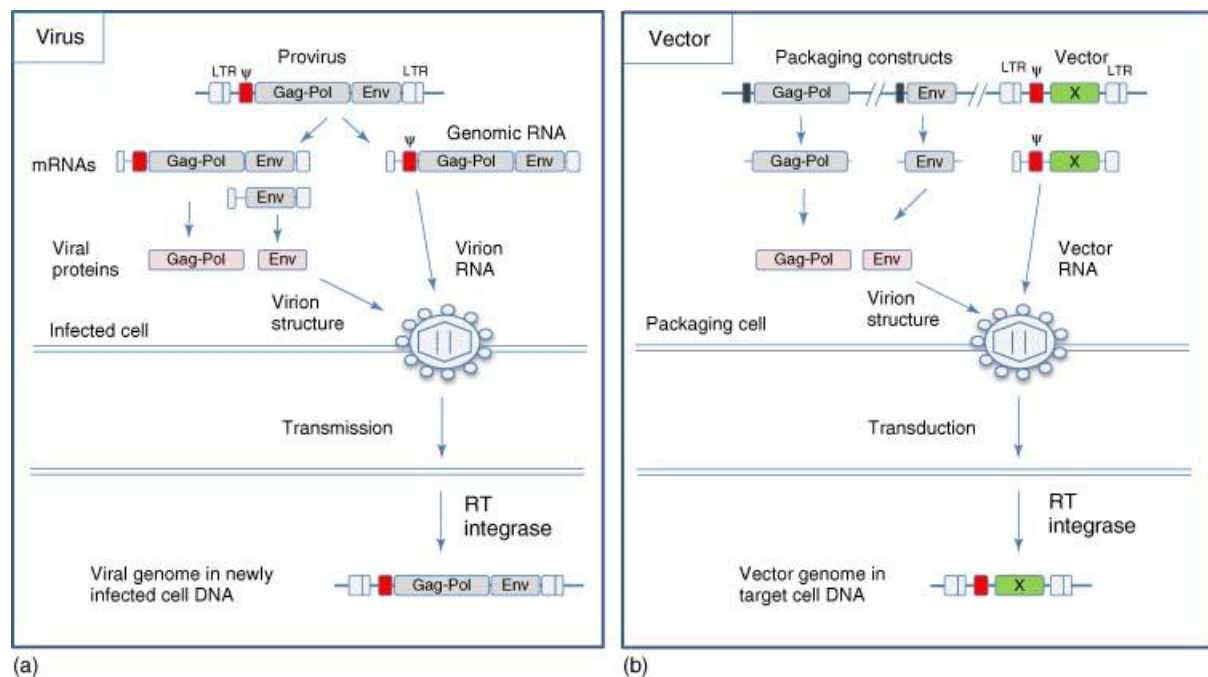 Virus
Provirus
LTR ψ LTR
Gag-Pol Env
Genomic RNA
ψ
mRNAs
Gag-Pol Env
Gag-Pol Env
Env
Viral
proteins
Gag-Pol Env
Virion
RNA
Virion
structure
Infected cell
Transmission
RT
integrase
Viral genome in newly
infected cell DNA
Gag-Pol Env
(a)
Vector
Packaging constructs
Vector
LTR ψ LTR
Gag-Pol Env X
ψ
Gag-Pol Env X
Gag-Pol Env
Vector
RNA
Virion
structure
Packaging cell
Transduction
RT
integrase
Vector genome in
target cell DNA
X
(b)